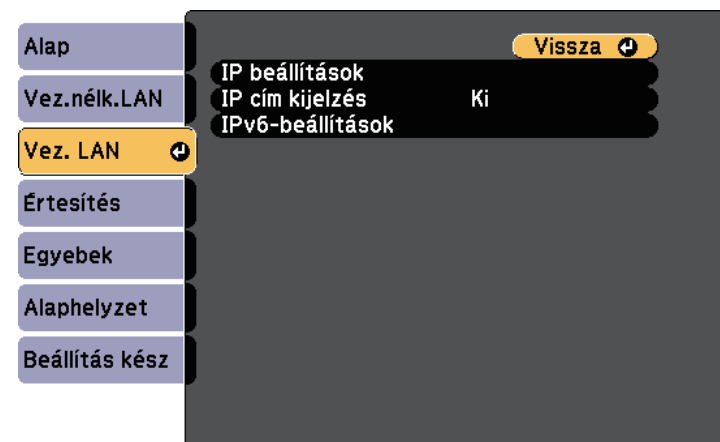 Alap
Vez.nélk.LAN
Vez. LAN
Értesítés
Egyebek
Alaphelyzet
Beállítás kész
Vissza
IP beállítások
IP cím kijelzés Ki
IPv6-beállítások